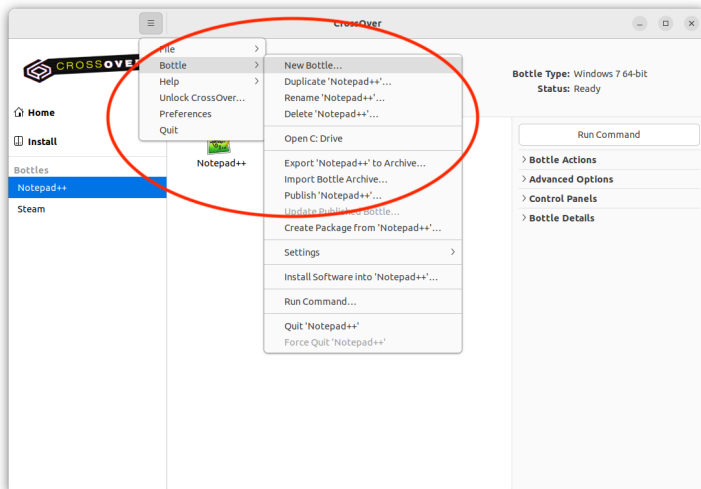 CrossOver
CROSSOVE
Home
Install
Bottles
Notepad++
Steam
File
Bottle
Help
Unlock CrossOver...
Preferences
Quit
Notepad++
New Bottle...
Duplicate 'Notepad++'...
Rename 'Notepad++'...
Delete 'Notepad++'...
Open C: Drive
Export 'Notepad++' to Archive...
Import Bottle Archive...
Publish 'Notepad++'...
Update Published Bottle...
Create Package from 'Notepad++'...
Settings
Install Software into 'Notepad++'...
Run Command...
Quit 'Notepad++'
Force Quit 'Notepad++'
Bottle Type: Windows 7 64-bit
Status: Ready
Run Command
Bottle Actions
Advanced Options
Control Panels
Bottle Details